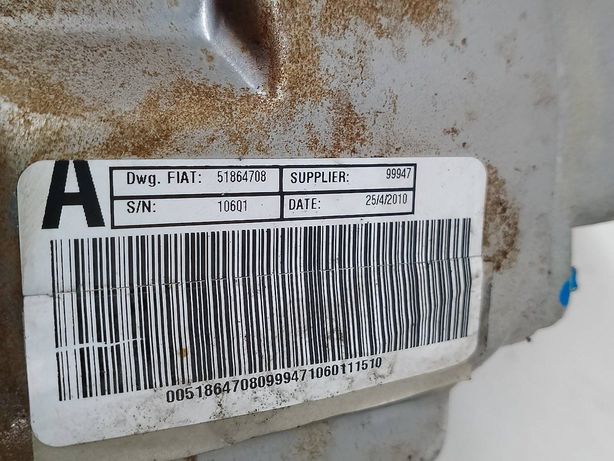 A
Dwg. FIAT: 51864708 SUPPLIER: 99947
S/N: 10601 DATE: 25/4/2010
00518647080999471060111510